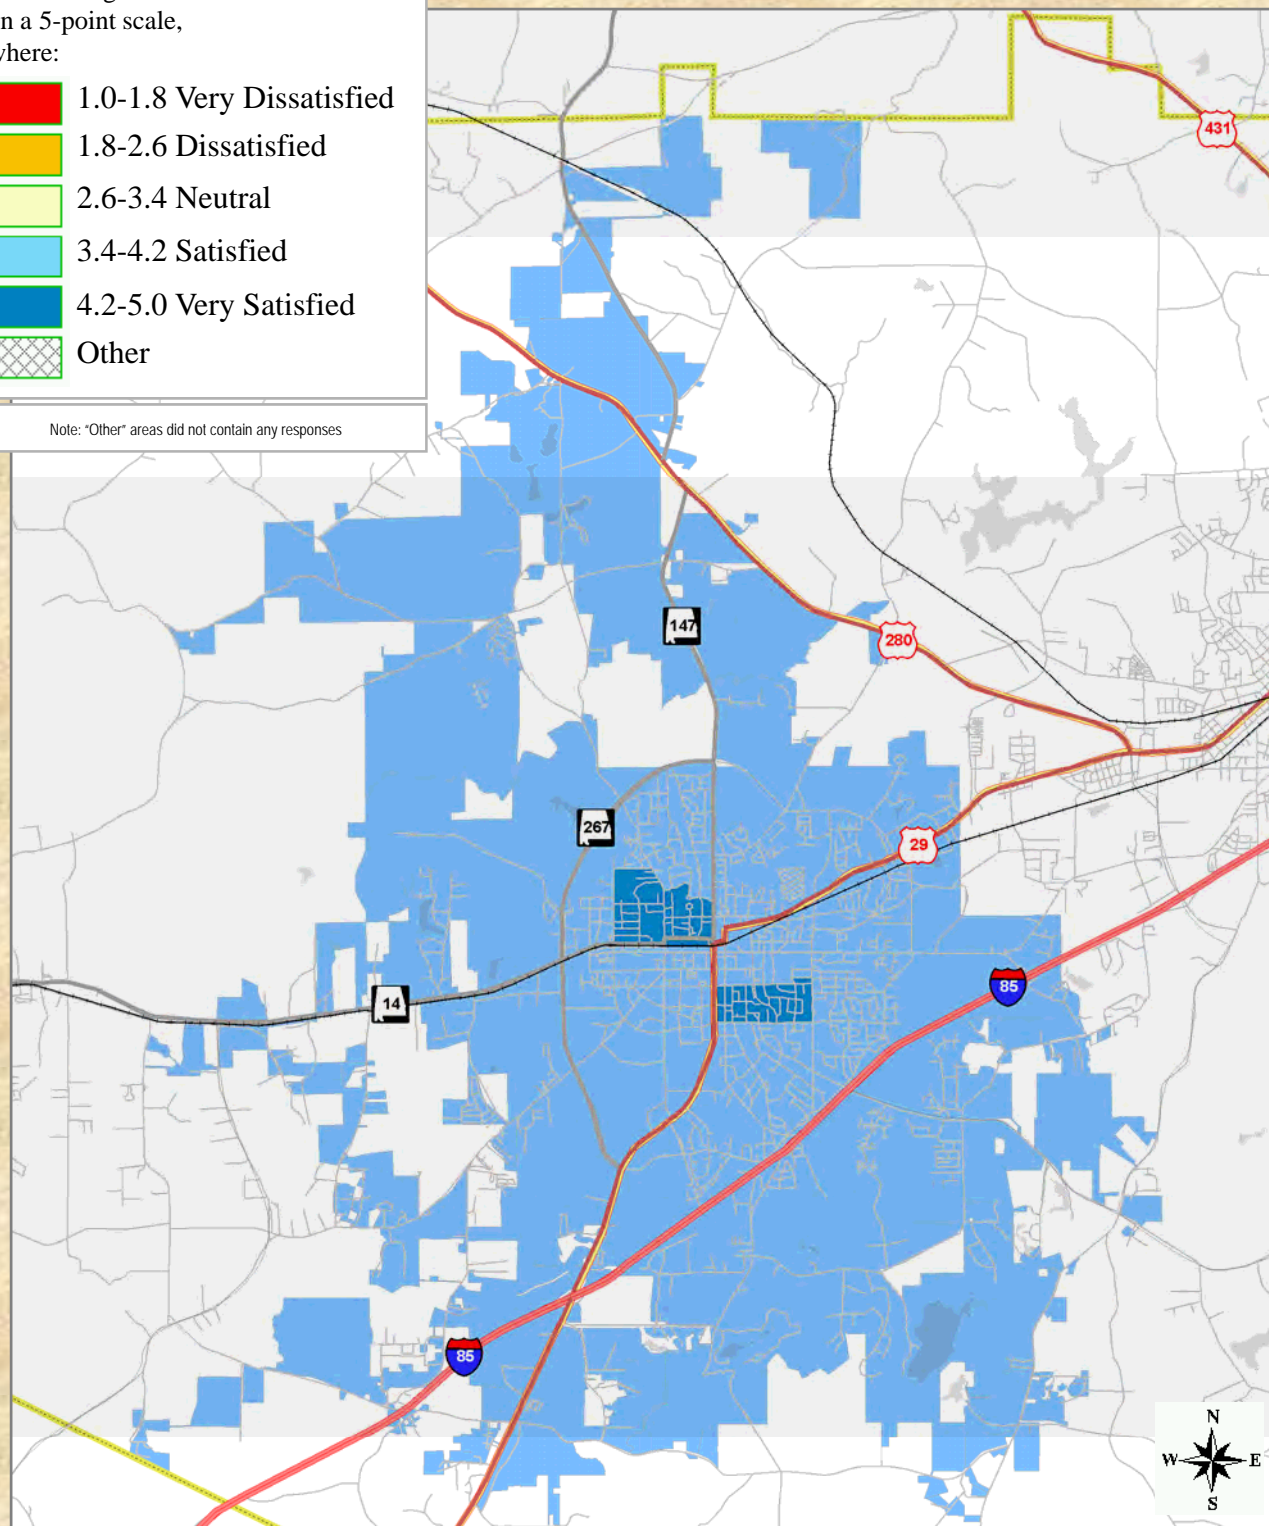 n a 5-point scale,
where:
1.0-1.8 Very Dissatisfied
1.8-2.6 Dissatisfied
2.6-3.4 Neutral
3.4-4.2 Satisfied
4.2-5.0 Very Satisfied
Other
Note: "Other" areas did not contain any responses
431
147
280
267
29
14
85
85
N
W E
S